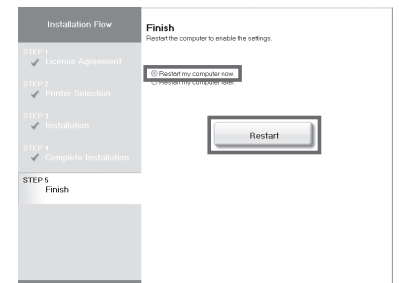 Installation Flow
STEP 1
License Agreement
STEP 2
Printer Selection
STEP 3
Installation
STEP 4
Complete Installation
STEP 5
Finish
Finish
Restart the computer to enable the settings.
Restart my computer now.
Restart my computer later.
Restart